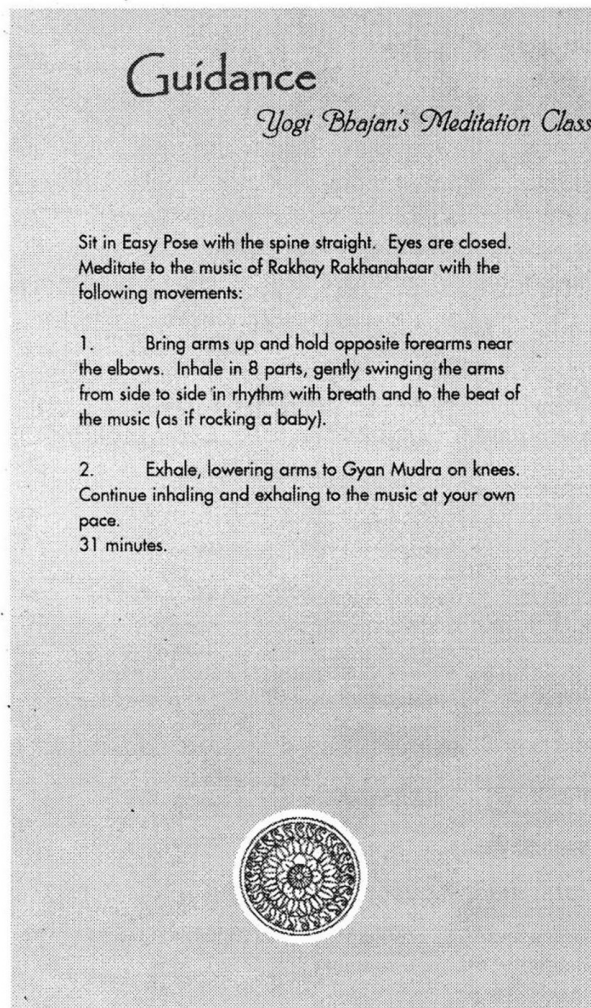 Guidance
Yogi Bhajan's Meditation Class
Sit in Easy Pose with the spine straight. Eyes are closed.
Meditate to the music of Rakhay Rakhanahaar with the
following movements:
1. Bring arms up and hold opposite forearms near
the elbows. Inhale in 8 parts, gently swinging the arms
from side to side in rhythm with breath and to the beat of
the music (as if rocking a baby).
2. Exhale, lowering arms to Gyan Mudra on knees.
Continue inhaling and exhaling to the music at your own
pace.
31 minutes.